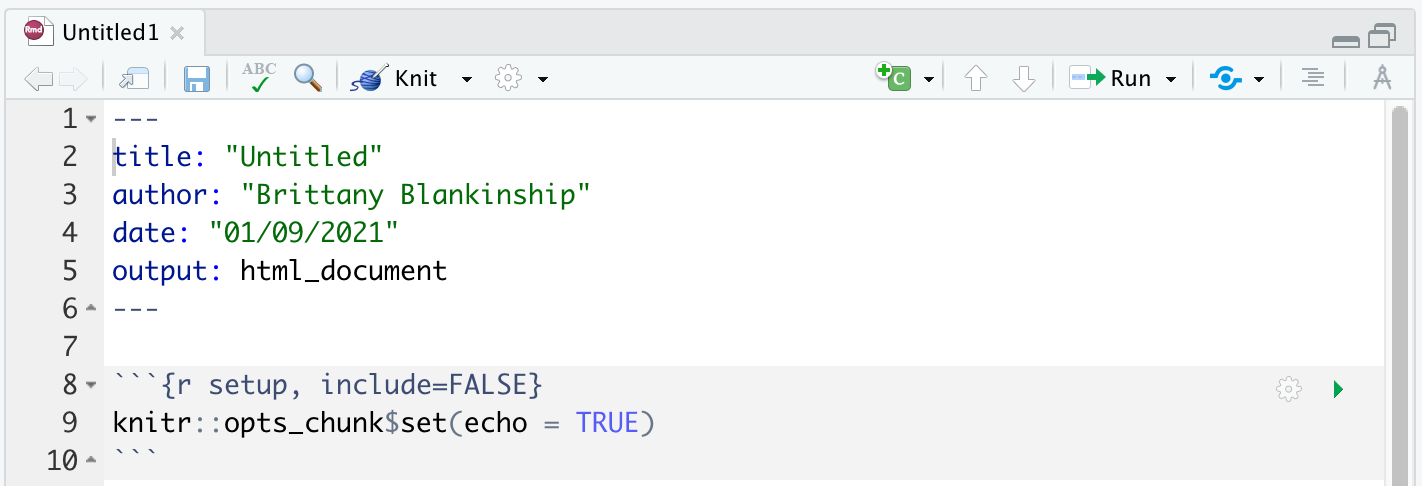 Rmd Untitled1
ABC Knit C Run
1 ---
2 title: "Untitled"
3 author: "Brittany Blankinship"
4 date: "01/09/2021"
5 output: html_document
6 ---
7
8 ```{r setup, include=FALSE}
9 knitr::opts_chunk$set(echo = TRUE)
10 ```